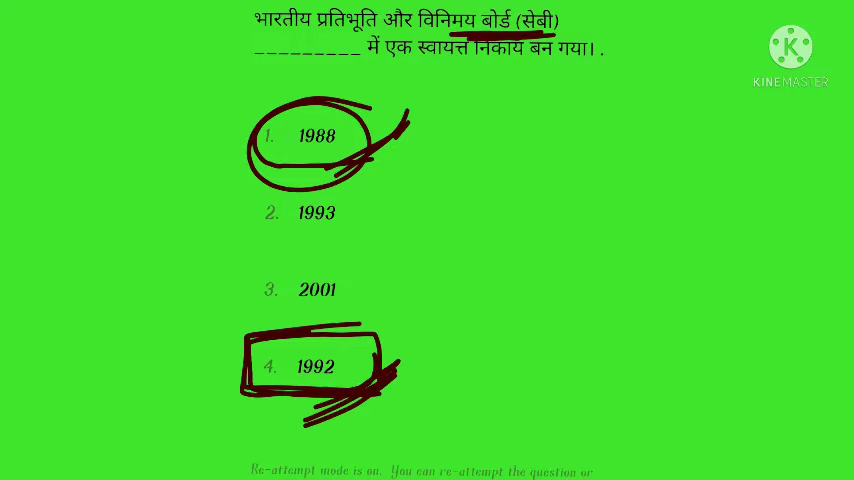 भारतीय प्रतिभूति और विनिमय बोर्ड (सेबी)
_________ में एक स्वायत्त निकाय बन गया। .
KINEMASTER
1. 1988
2. 1993
3. 2001
4. 1992
Re-attempt mode is on. You can re-attempt the question or